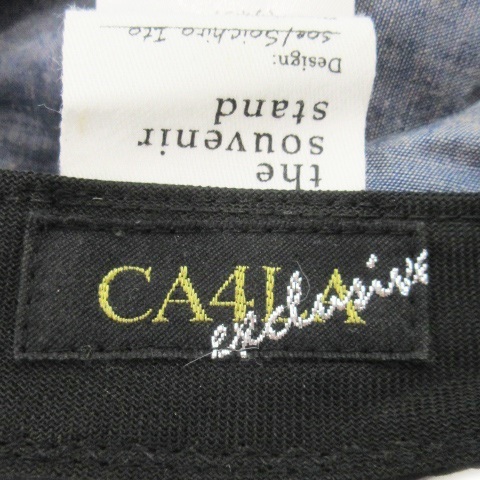 the
souvenir
stand
Design:
soe/Soichiro Ito
CA4LA
exclusive